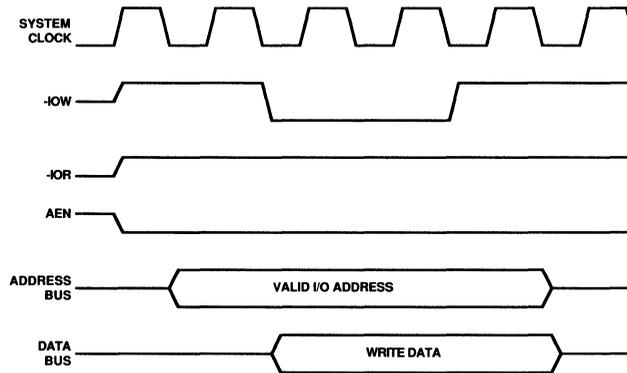 SYSTEM
CLOCK
-IOW
-IOR
AEN
ADDRESS
BUS
VALID I/O ADDRESS
DATA
BUS
WRITE DATA